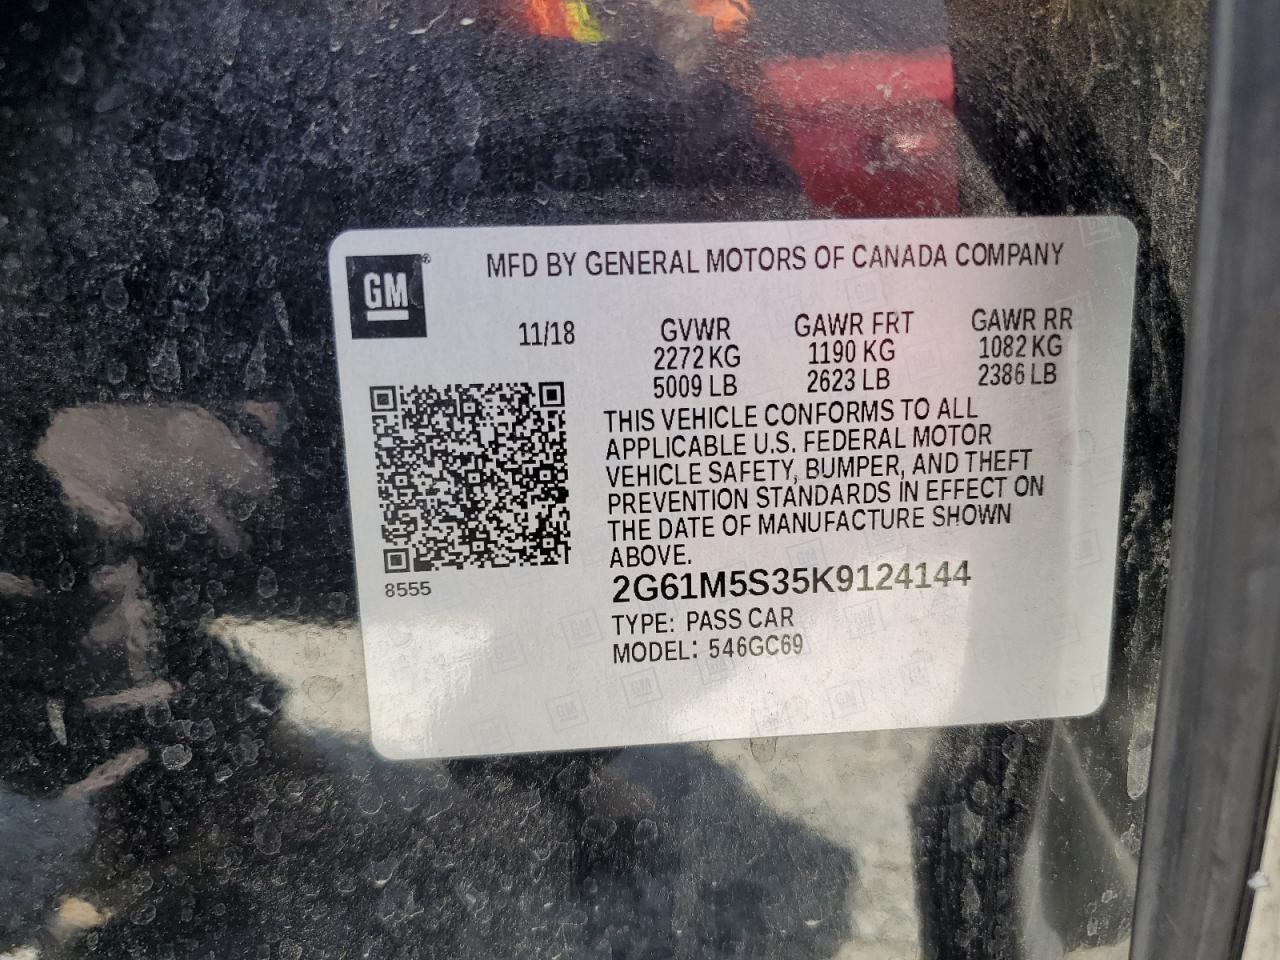 GM®
MFD BY GENERAL MOTORS OF CANADA COMPANY
11/18 GVWR GAWR FRT GAWR RR
2272 KG 1190 KG 1082 KG
5009 LB 2623 LB 2386 LB
THIS VEHICLE CONFORMS TO ALL
APPLICABLE U.S. FEDERAL MOTOR
VEHICLE SAFETY, BUMPER, AND THEFT
PREVENTION STANDARDS IN EFFECT ON
THE DATE OF MANUFACTURE SHOWN
ABOVE.
8555
2G61M5S35K9124144
TYPE: PASS CAR
MODEL: 546GC69